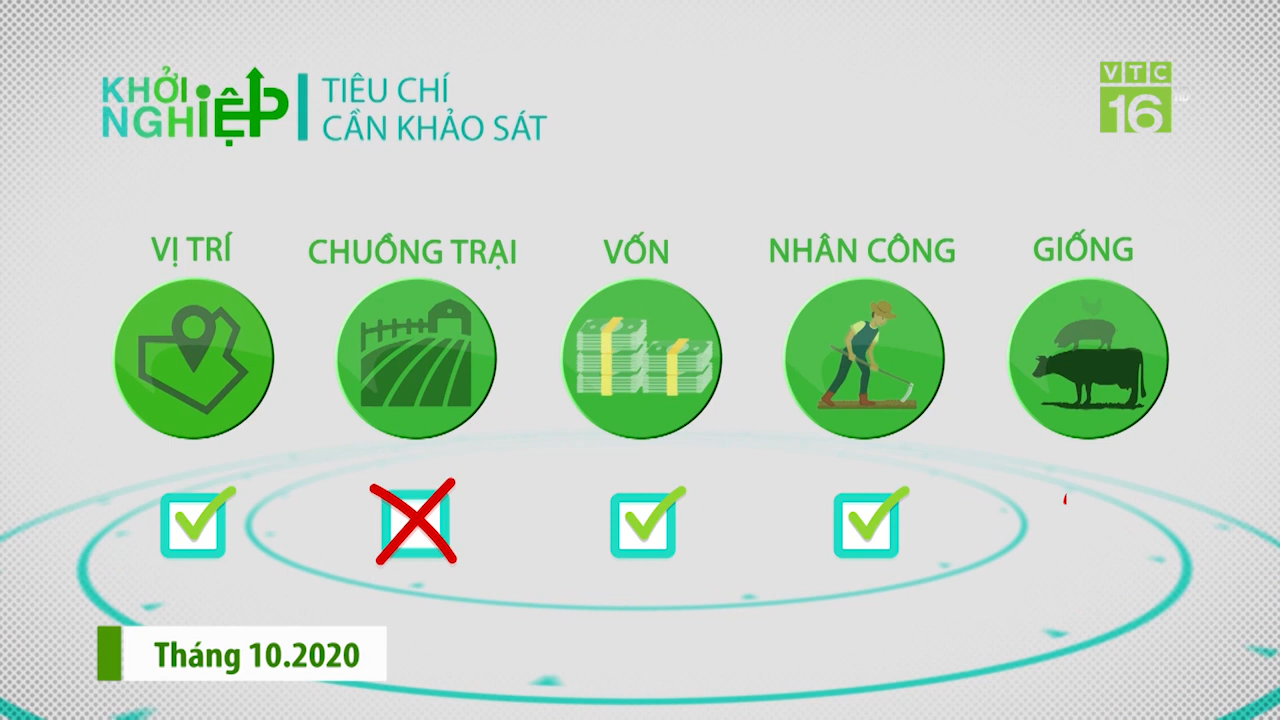 KHỞI
NGHIỆP
TIÊU CHÍ
CẦN KHẢO SÁT
VTC
16
VỊ TRÍ
CHUỒNG TRẠI
VỐN
NHÂN CÔNG
GIỐNG
Tháng 10.2020